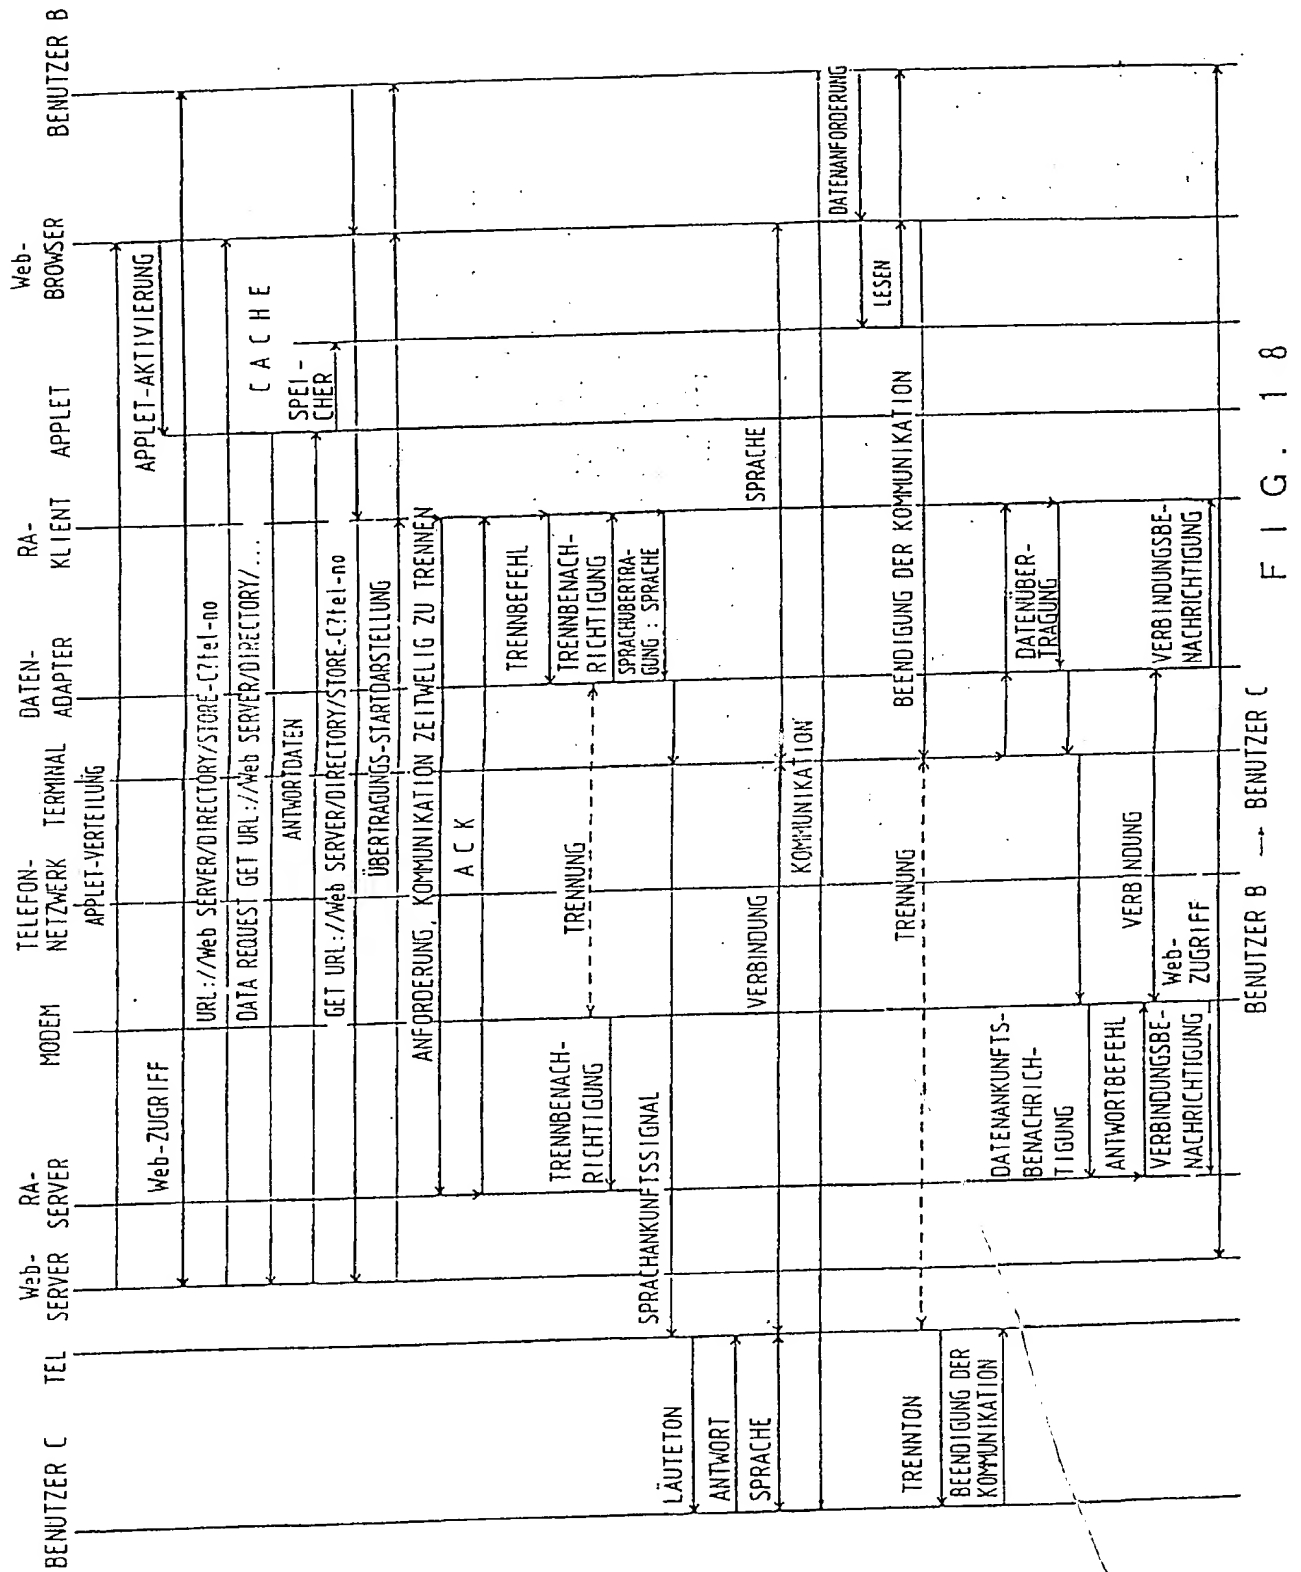 BENUTZER C
TEL
Web-
SERVER
RA-
SERVER
MODEM
TELEFON-
NETZWERK
TERMINAL
DATEN-
ADAPTER
RA-
KLIENT
APPLET
Web-
BROWSER
BENUTZER B
APPLET-VERTEILUNG
APPLET-AKTIVIERUNG
Web-ZUGRIFF
URL://Web SERVER/DIRECTORY/STORE-C?tel-no
DATA REQUEST GET URL://Web SERVER/DIRECTORY/...
CACHE
ANTWORTDATEN
SPEI-
CHER
GET URL://Web SERVER/DIRECTORY/STORE-C?tel-no
ÜBERTRAGUNGS-STARTDARSTELLUNG
ANFORDERUNG, KOMMUNIKATION ZEITWELIG ZU TRENNEN
ACK
TRENNBEFEHL
TRENNUNG
TRENNBENACH-
RICHTIGUNG
TRENNBENACH-
RICHTIGUNG
SPRACHÜBERTRA-
GUNG : SPRACHE
SPRACHANKUNFTSSIGNAL
LÄUTETON
ANTWORT
SPRACHE
VERBINDUNG
SPRACHE
KOMMUNIKATION
DATENANFORDERUNG
LESEN
BEENDIGUNG DER KOMMUNIKATION
TRENNUNG
TRENNTON
BEENDIGUNG DER
KOMMUNIKATION
DATENÜBER-
TRAGUNG
DATENANKUNFTS-
BENACHRICH-
TIGUNG
ANTWORTBEFEHL
VERBINDUNG
VERBINDUNGSBE-
NACHRICHTIGUNG
VERBINDUNGSBE-
NACHRICHTIGUNG
Web-
ZUGRIFF
BENUTZER B → BENUTZER C
FIG. 18